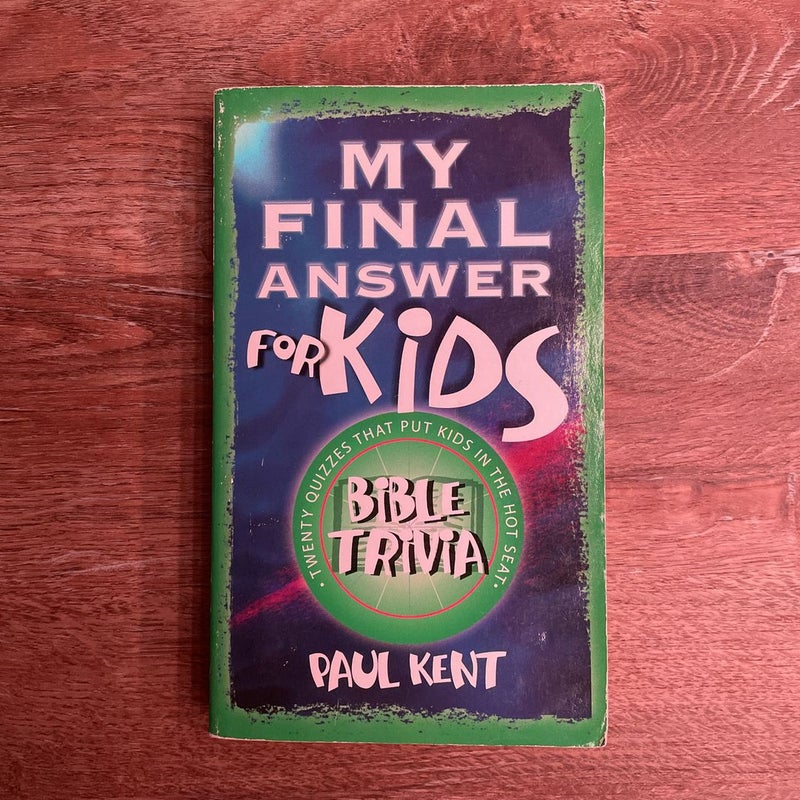 MY
FINAL
ANSWER
FOR KiDS
• TWENTY QUIZZES THAT PUT KIDS IN THE HOT SEAT •
BiBLE
TRiViA
PAUL KENT